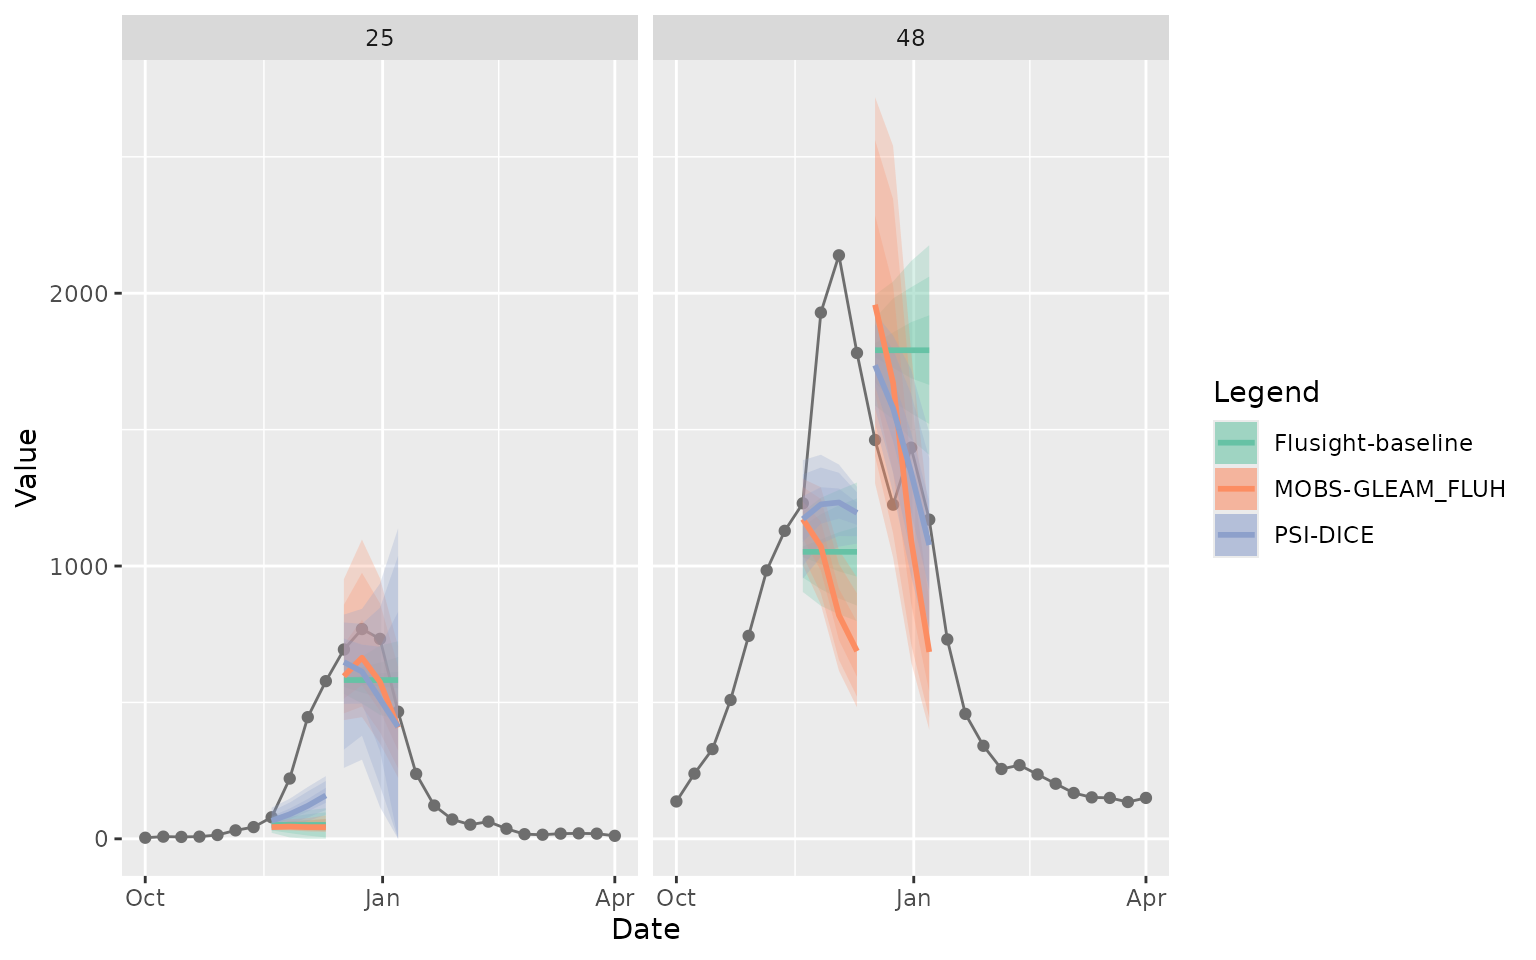 25
48
2000
1000
0
Value
Oct
Jan
Apr
Oct
Jan
Apr
Date
Legend
Flusight-baseline
MOBS-GLEAM_FLUH
PSI-DICE